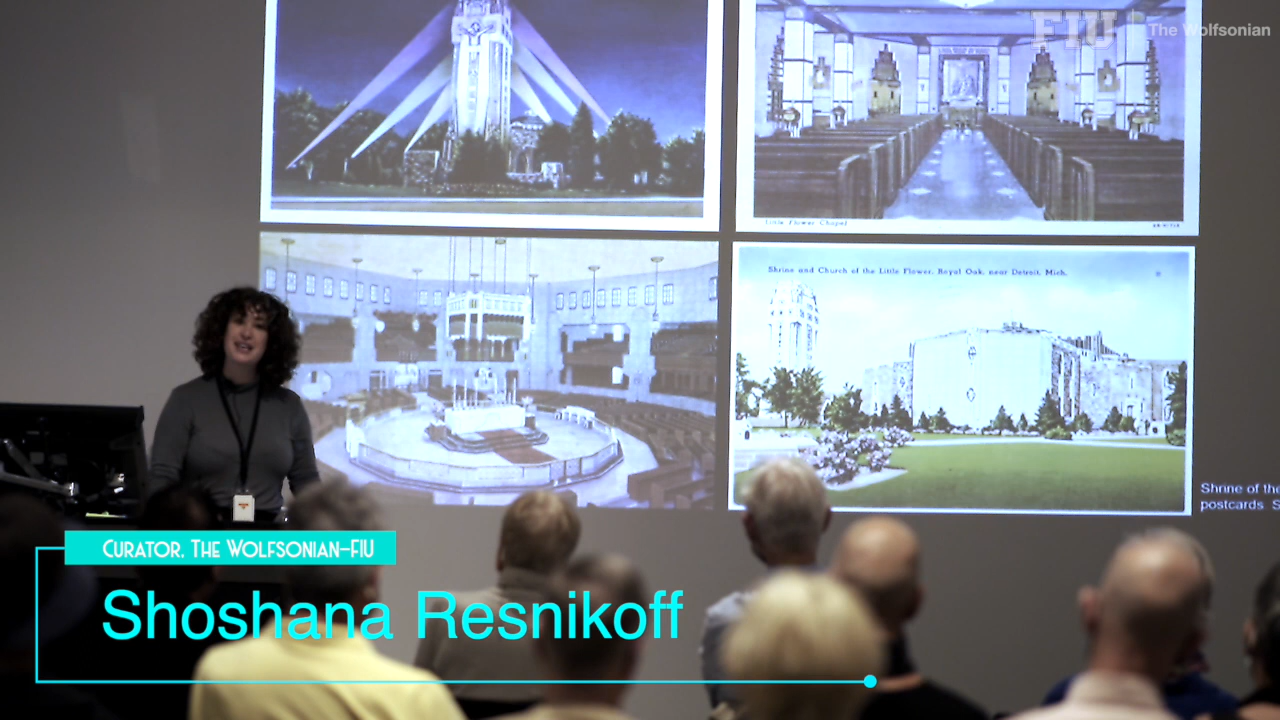 FIU
The Wolfsonian
Little Flower Chapel
Shrine and Church of the Little Flower, Royal Oak, near Detroit, Mich.
Shrine of the
postcards S
CURATOR, THE WOLFSONIAN–FIU
Shoshana Resnikoff